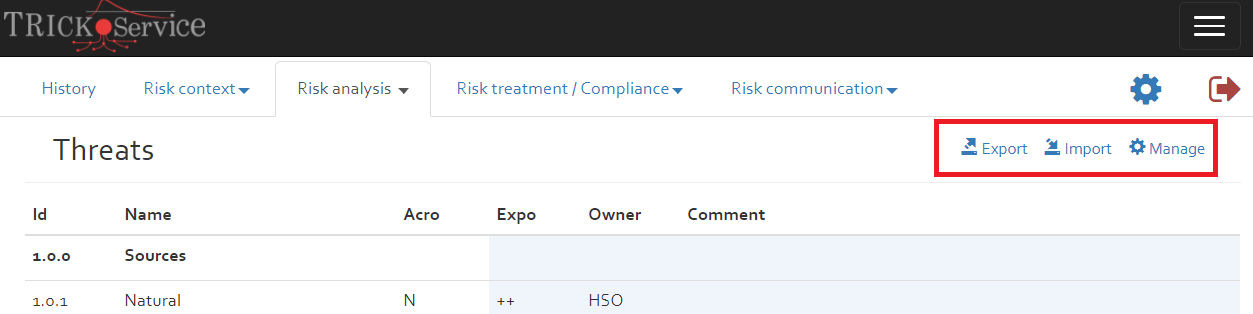 TRICK Service
History Risk context Risk analysis Risk treatment / Compliance Risk communication
Threats Export Import Manage
Id Name Acro Expo Owner Comment
1.0.0 Sources
1.0.1 Natural N ++ HSO